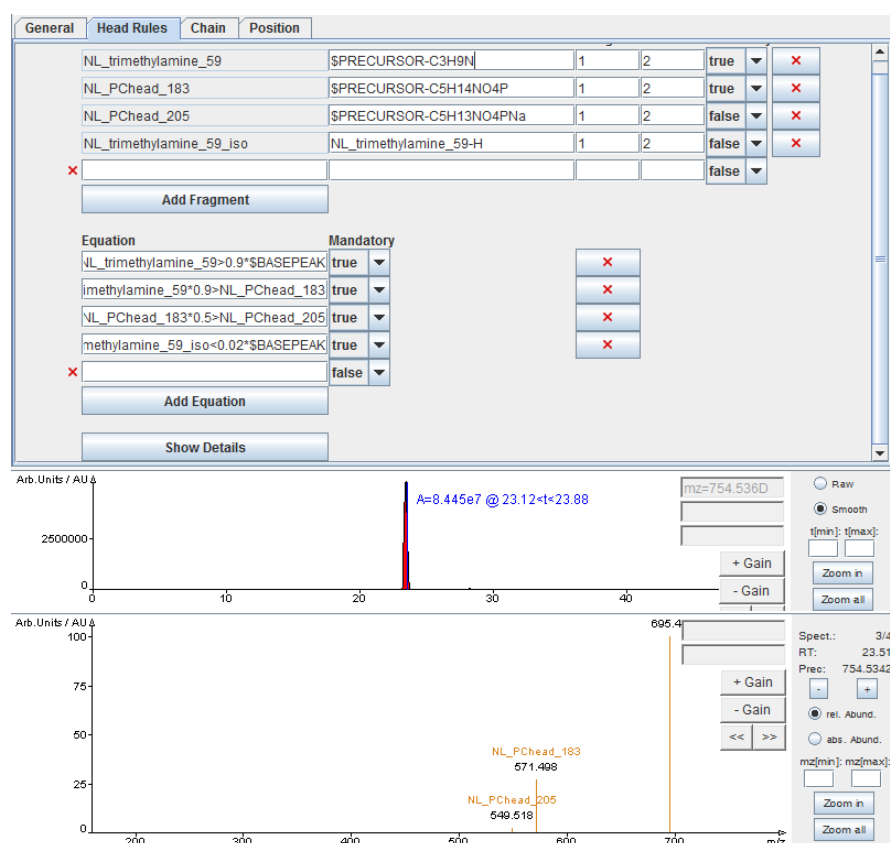 General Head Rules Chain Position
NL_trimethylamine_59 $PRECURSOR-C3H9N 1 2 true
NL_PChead_183 $PRECURSOR-C5H14NO4P 1 2 true
NL_PChead_205 $PRECURSOR-C5H13NO4PNa 1 2 false
NL_trimethylamine_59_iso NL_trimethylamine_59-H 1 2 false
false
Add Fragment
Equation Mandatory
NL_trimethylamine_59>0.9*$BASEPEAK true
imethylamine_59*0.9>NL_PChead_183 true
NL_PChead_183*0.5>NL_PChead_205 true
methylamine_59_iso<0.02*$BASEPEAK true
false
Add Equation
Show Details
Arb.Units / AU
A=8.445e7 @ 23.12<t<23.88
mz=754.536D
Raw
Smooth
t[min]: t[max]:
2500000
+ Gain
Zoom in
- Gain
Zoom all
0
0 10 20 30 40
Arb.Units / AU
695.4
100
Spect.: 3/4
RT: 23.51
Prec: 754.5342
- +
+ Gain
75
- Gain
rel. Abund.
<< >>
abs. Abund.
50
NL_PChead_183
571.498
mz[min]: mz[max]:
25
NL_PChead_205
549.518
Zoom in
Zoom all
0
200 300 400 500 600 700 m/z